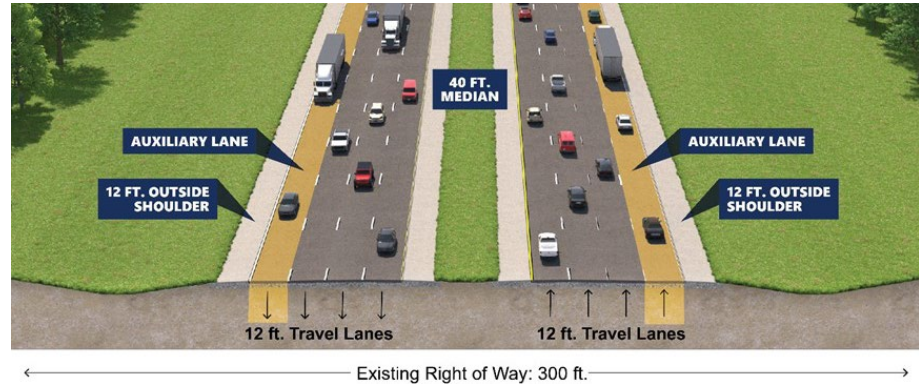 40 FT.
MEDIAN
AUXILIARY LANE
AUXILIARY LANE
12 FT. OUTSIDE
SHOULDER
12 FT. OUTSIDE
SHOULDER
12 ft. Travel Lanes
12 ft. Travel Lanes
Existing Right of Way: 300 ft.